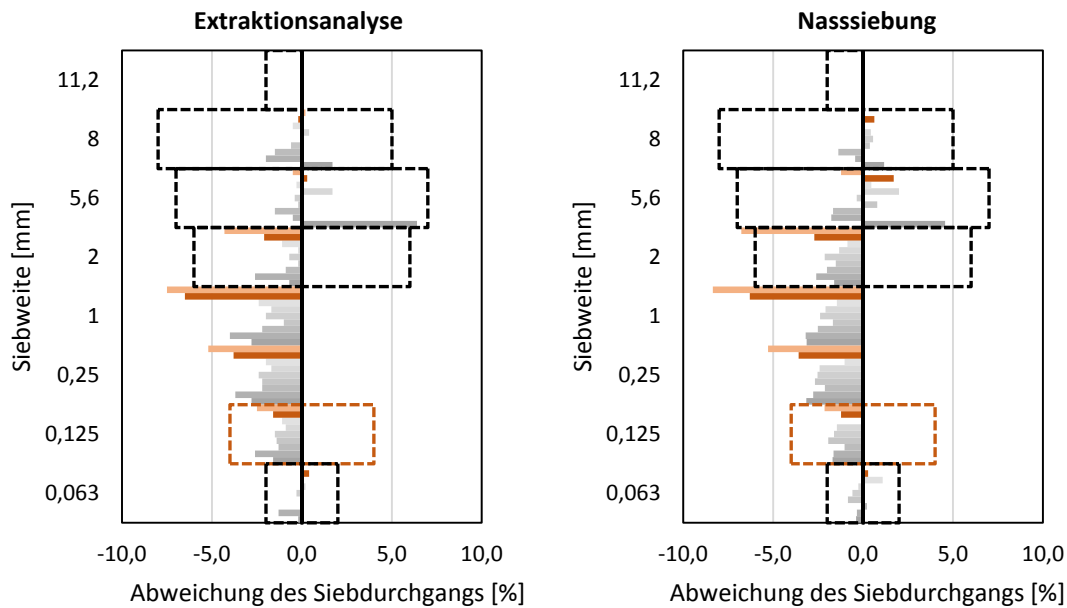 Extraktionsanalyse
Siebweite [mm]
11,2
8
5,6
2
1
0,25
0,125
0,063
-10,0 -5,0 0,0 5,0 10,0
Abweichung des Siebdurchgangs [%]
Nasssiebung
Siebweite [mm]
11,2
8
5,6
2
1
0,25
0,125
0,063
-10,0 -5,0 0,0 5,0 10,0
Abweichung des Siebdurchgangs [%]